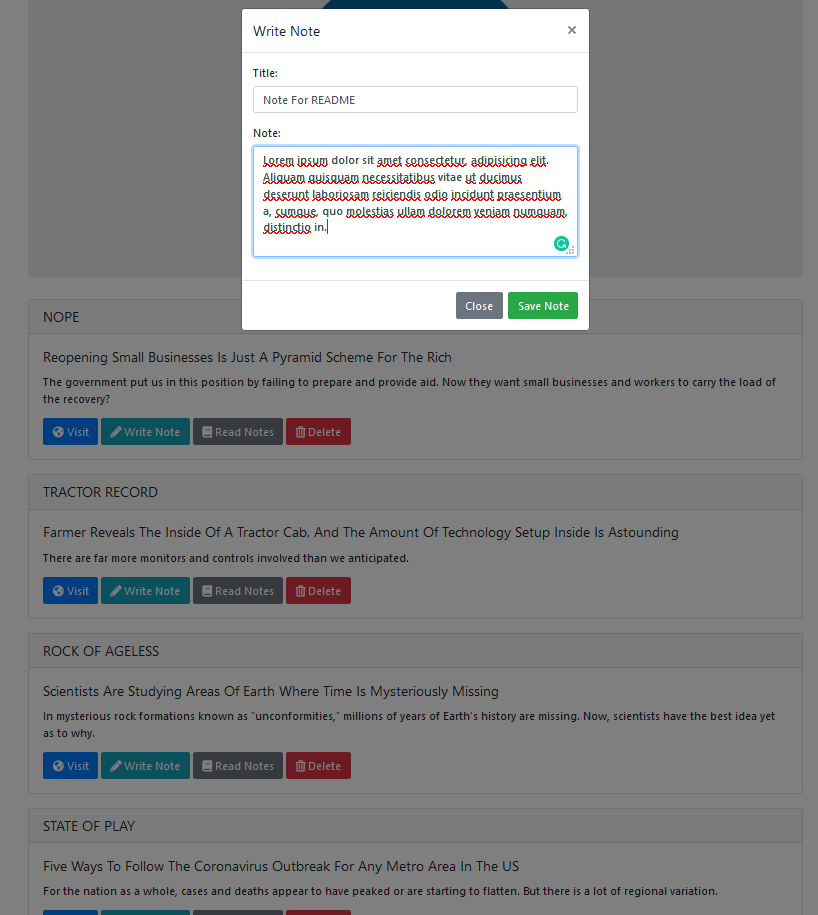 Write Note
×
Title:
Note For README
Note:
Lorem ipsum dolor sit amet consectetur, adipisicing elit.
Aliquam quisquam necessitatibus vitae ut ducimus
deserunt laboriosam reiciendis odio incidunt praesentium
a, cumque, quo molestias ullam dolorem veniam numquam,
distinctio in.
Close Save Note
NOPE
Reopening Small Businesses Is Just A Pyramid Scheme For The Rich
The government put us in this position by failing to prepare and provide aid. Now they want small businesses and workers to carry the load of
the recovery?
Visit Write Note Read Notes Delete
TRACTOR RECORD
Farmer Reveals The Inside Of A Tractor Cab, And The Amount Of Technology Setup Inside Is Astounding
There are far more monitors and controls involved than we anticipated.
Visit Write Note Read Notes Delete
ROCK OF AGELESS
Scientists Are Studying Areas Of Earth Where Time Is Mysteriously Missing
In mysterious rock formations known as "unconformities," millions of years of Earth's history are missing. Now, scientists have the best idea yet
as to why.
Visit Write Note Read Notes Delete
STATE OF PLAY
Five Ways To Follow The Coronavirus Outbreak For Any Metro Area In The US
For the nation as a whole, cases and deaths appear to have peaked or are starting to flatten. But there is a lot of regional variation.